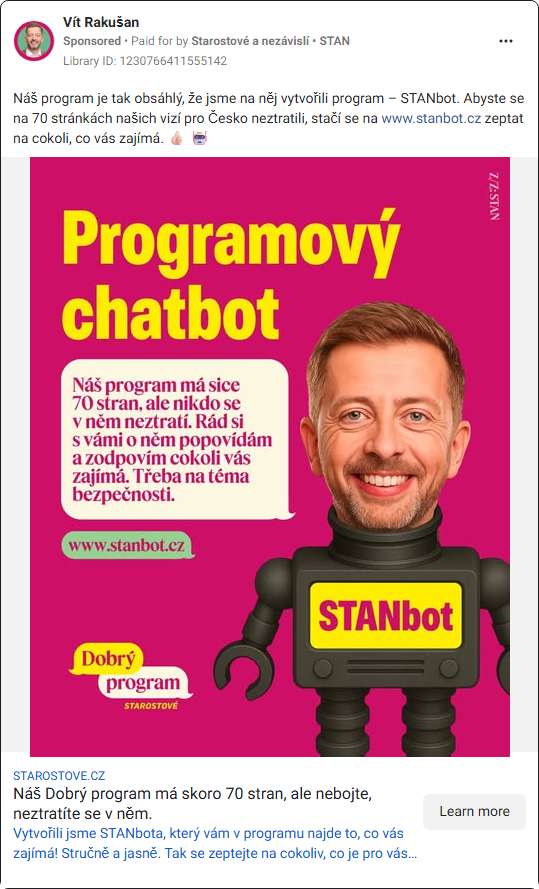 Vít Rakušan
Sponsored • Paid for by Starostové a nezávislí • STAN
Library ID: 1230766411555142
Náš program je tak obsáhlý, že jsme na něj vytvořili program – STANbot. Abyste se
na 70 stránkách našich vizí pro Česko neztratili, stačí se na www.stanbot.cz zeptat
na cokoli, co vás zajímá. 👍🏻 🤖
Z/Z: STAN
Programový
chatbot
Náš program má sice
70 stran, ale nikdo se
v něm neztratí. Rád si
s vámi o něm popovídám
a zodpovím cokoli vás
zajímá. Třeba na téma
bezpečnosti.
www.stanbot.cz
STANbot
Dobrý
program
STAROSTOVÉ
STAROSTOVE.CZ
Náš Dobrý program má skoro 70 stran, ale nebojte,
neztratíte se v něm.
Learn more
Vytvořili jsme STANbota, který vám v programu najde to, co vás
zajímá! Stručně a jasně. Tak se zeptejte na cokoliv, co je pro vás…